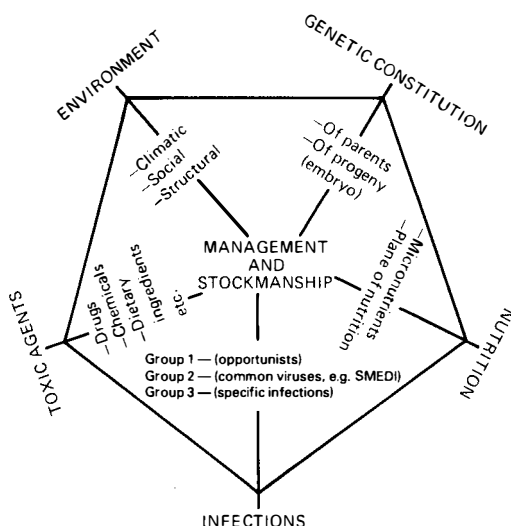 ENVIRONMENT
GENETIC CONSTITUTION
–Climatic
–Social
–Structural
–Of parents
–Of progeny
(embryo)
MANAGEMENT
AND
STOCKMANSHIP
–Micronutrients
–Plane of nutrition
NUTRITION
TOXIC AGENTS
–Drugs
–Chemicals
–Dietary
ingredients
etc.
Group 1 — (opportunists)
Group 2 — (common viruses, e.g. SMEDI)
Group 3 — (specific infections)
INFECTIONS